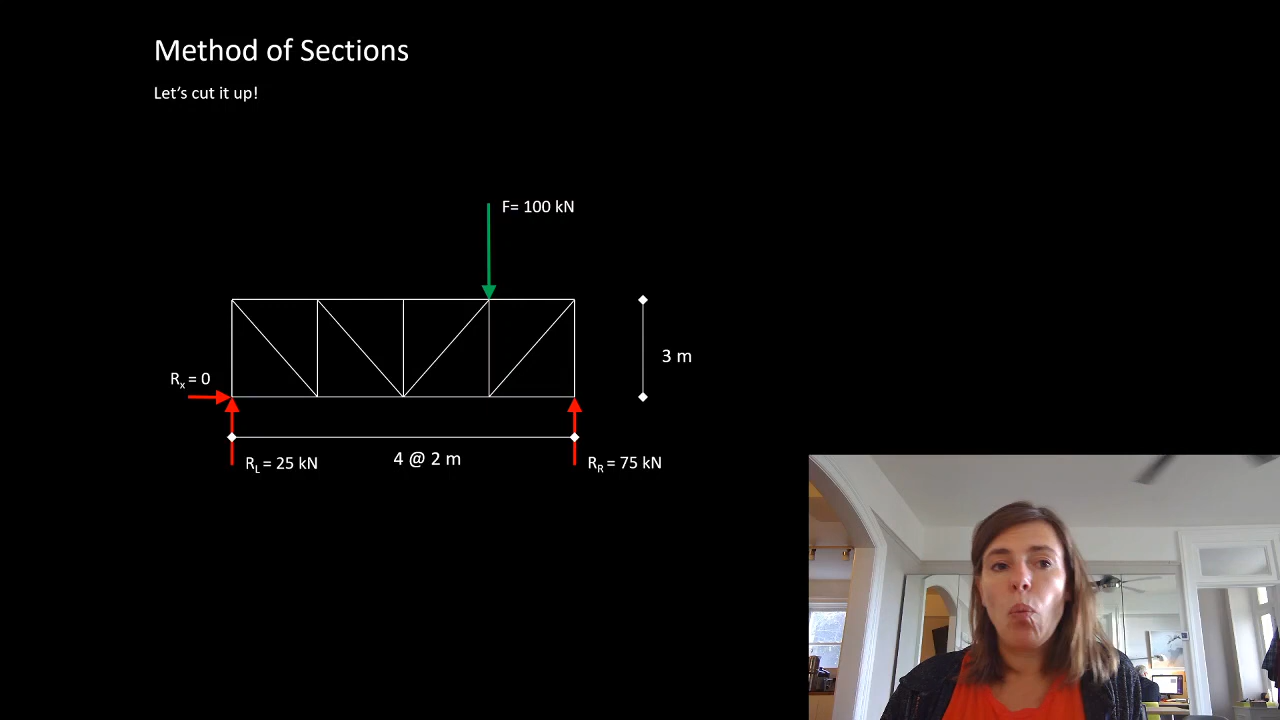 Method of Sections
Let's cut it up!
F= 100 kN
3 m
Rx = 0
4 @ 2 m
RL = 25 kN
RR = 75 kN